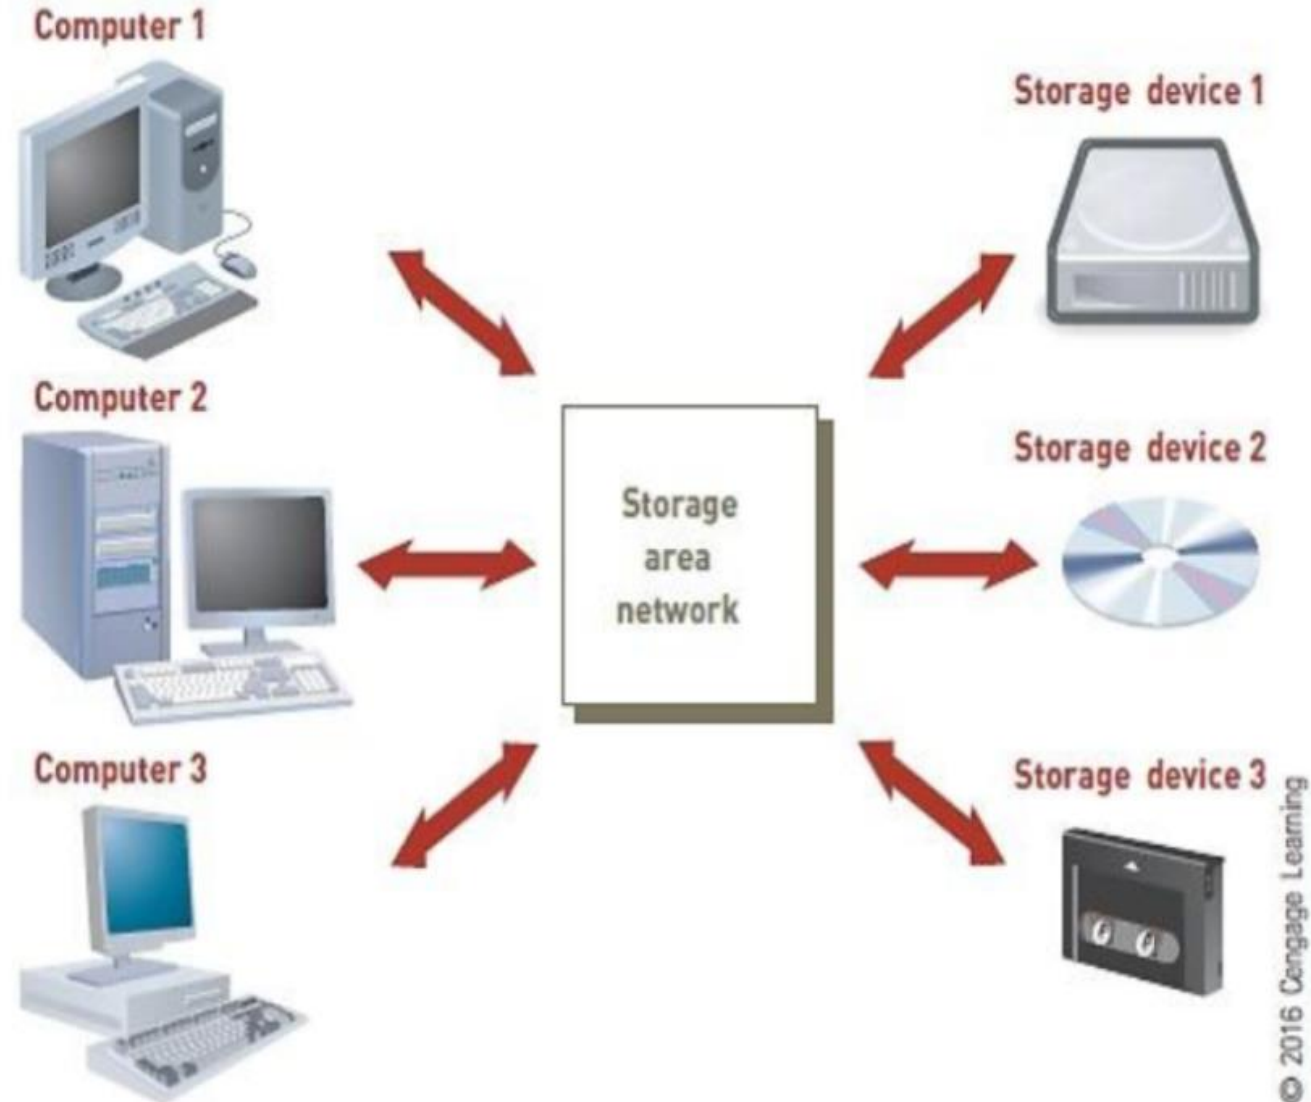 Computer 1
Storage device 1
Computer 2
Storage device 2
Storage
area
network
Computer 3
Storage device 3
© 2016 Cengage Learning